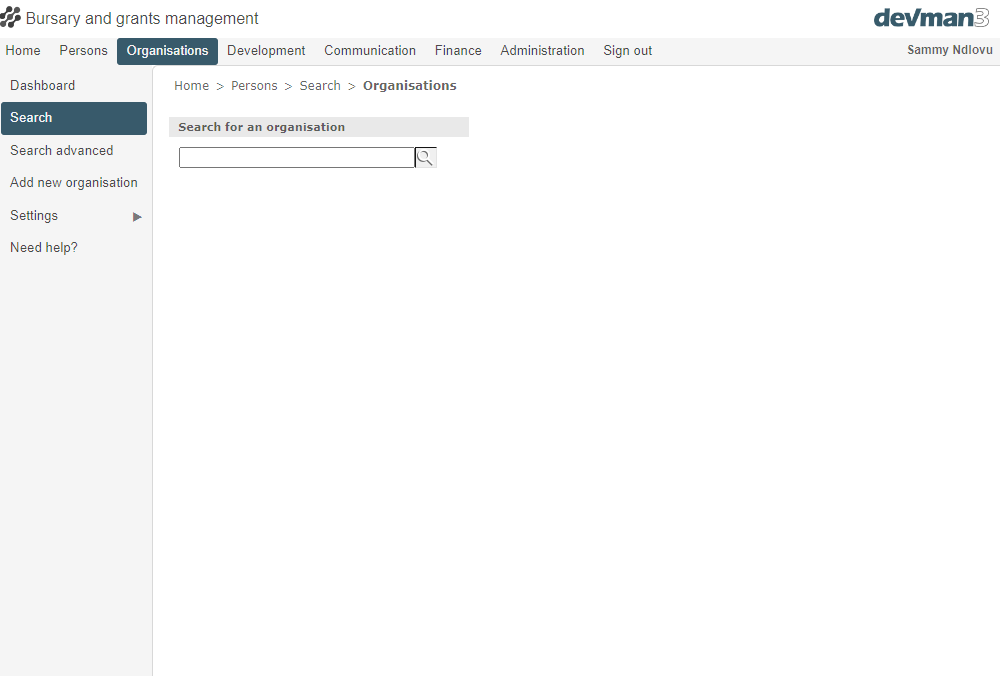 Bursary and grants management
devman3
Home Persons Organisations Development Communication Finance Administration Sign out Sammy Ndlovu
Dashboard
Search
Search advanced
Add new organisation
Settings
Need help?
Home > Persons > Search > Organisations
Search for an organisation